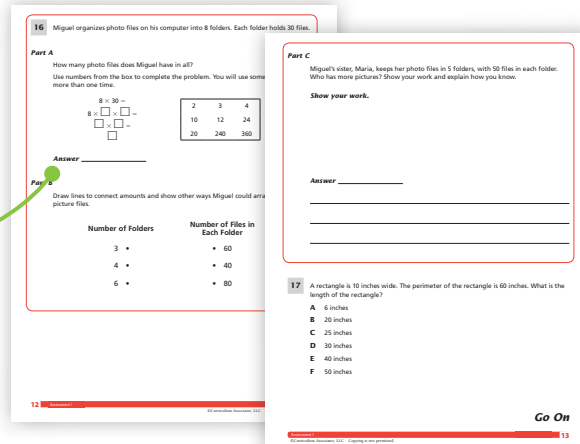 16 Miguel organizes photo files on his computer into 8 folders. Each folder holds 30 files.
Part A
How many photo files does Miguel have in all?
Use numbers from the box to complete the problem. You will use some
more than one time.
8 × 30 =
8 × □ × □ =
□ × □ =
□
2 3 4
10 12 24
20 240 360
Answer
Part B
Draw lines to connect amounts and show other ways Miguel could arra
picture files.
Number of Folders
Number of Files in
Each Folder
3 • • 60
4 • • 40
6 • • 80
12 Assessment 1
©Curriculum Associates, LLC
Part C
Miguel's sister, Maria, keeps her photo files in 5 folders, with 50 files in each folder.
Who has more pictures? Show your work and explain how you know.
Show your work.
Answer
17 A rectangle is 10 inches wide. The perimeter of the rectangle is 60 inches. What is the
length of the rectangle?
A 6 inches
B 20 inches
C 25 inches
D 30 inches
E 40 inches
F 50 inches
Go On
Assessment 1 13
©Curriculum Associates, LLC Copying is not permitted.